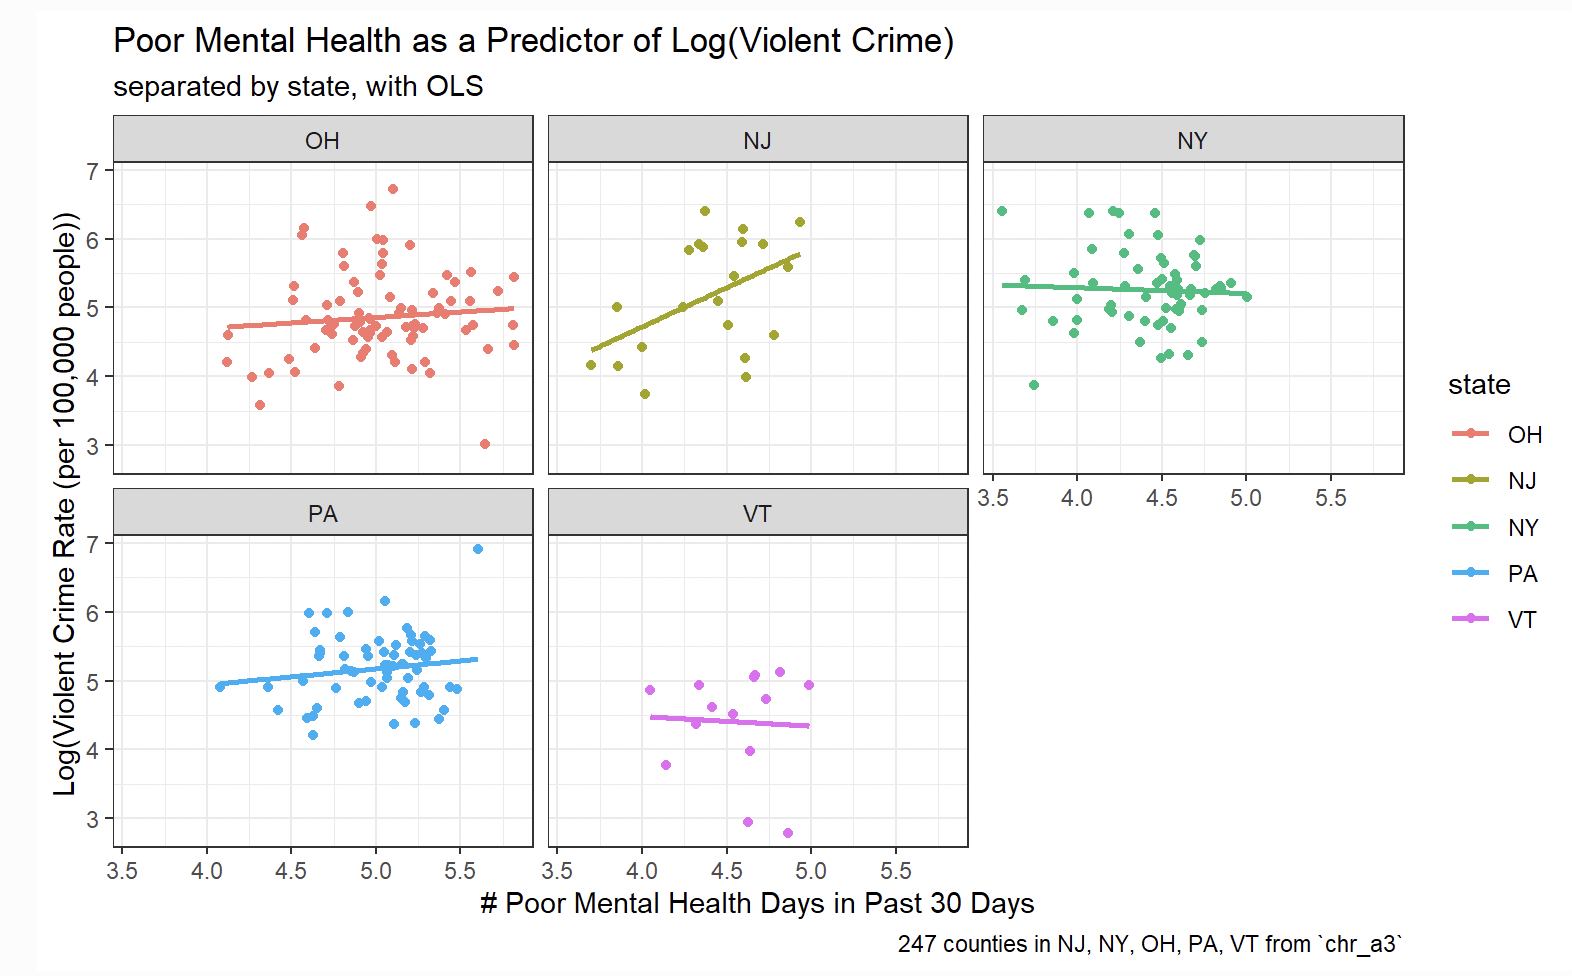 Poor Mental Health as a Predictor of Log(Violent Crime)
separated by state, with OLS
OH
NJ
NY
7
6
5
4
3
Log(Violent Crime Rate (per 100,000 people))
3.5 4.0 4.5 5.0 5.5
PA
VT
7
6
5
4
3
3.5 4.0 4.5 5.0 5.5
3.5 4.0 4.5 5.0 5.5
# Poor Mental Health Days in Past 30 Days
247 counties in NJ, NY, OH, PA, VT from `chr_a3`
state
OH
NJ
NY
PA
VT